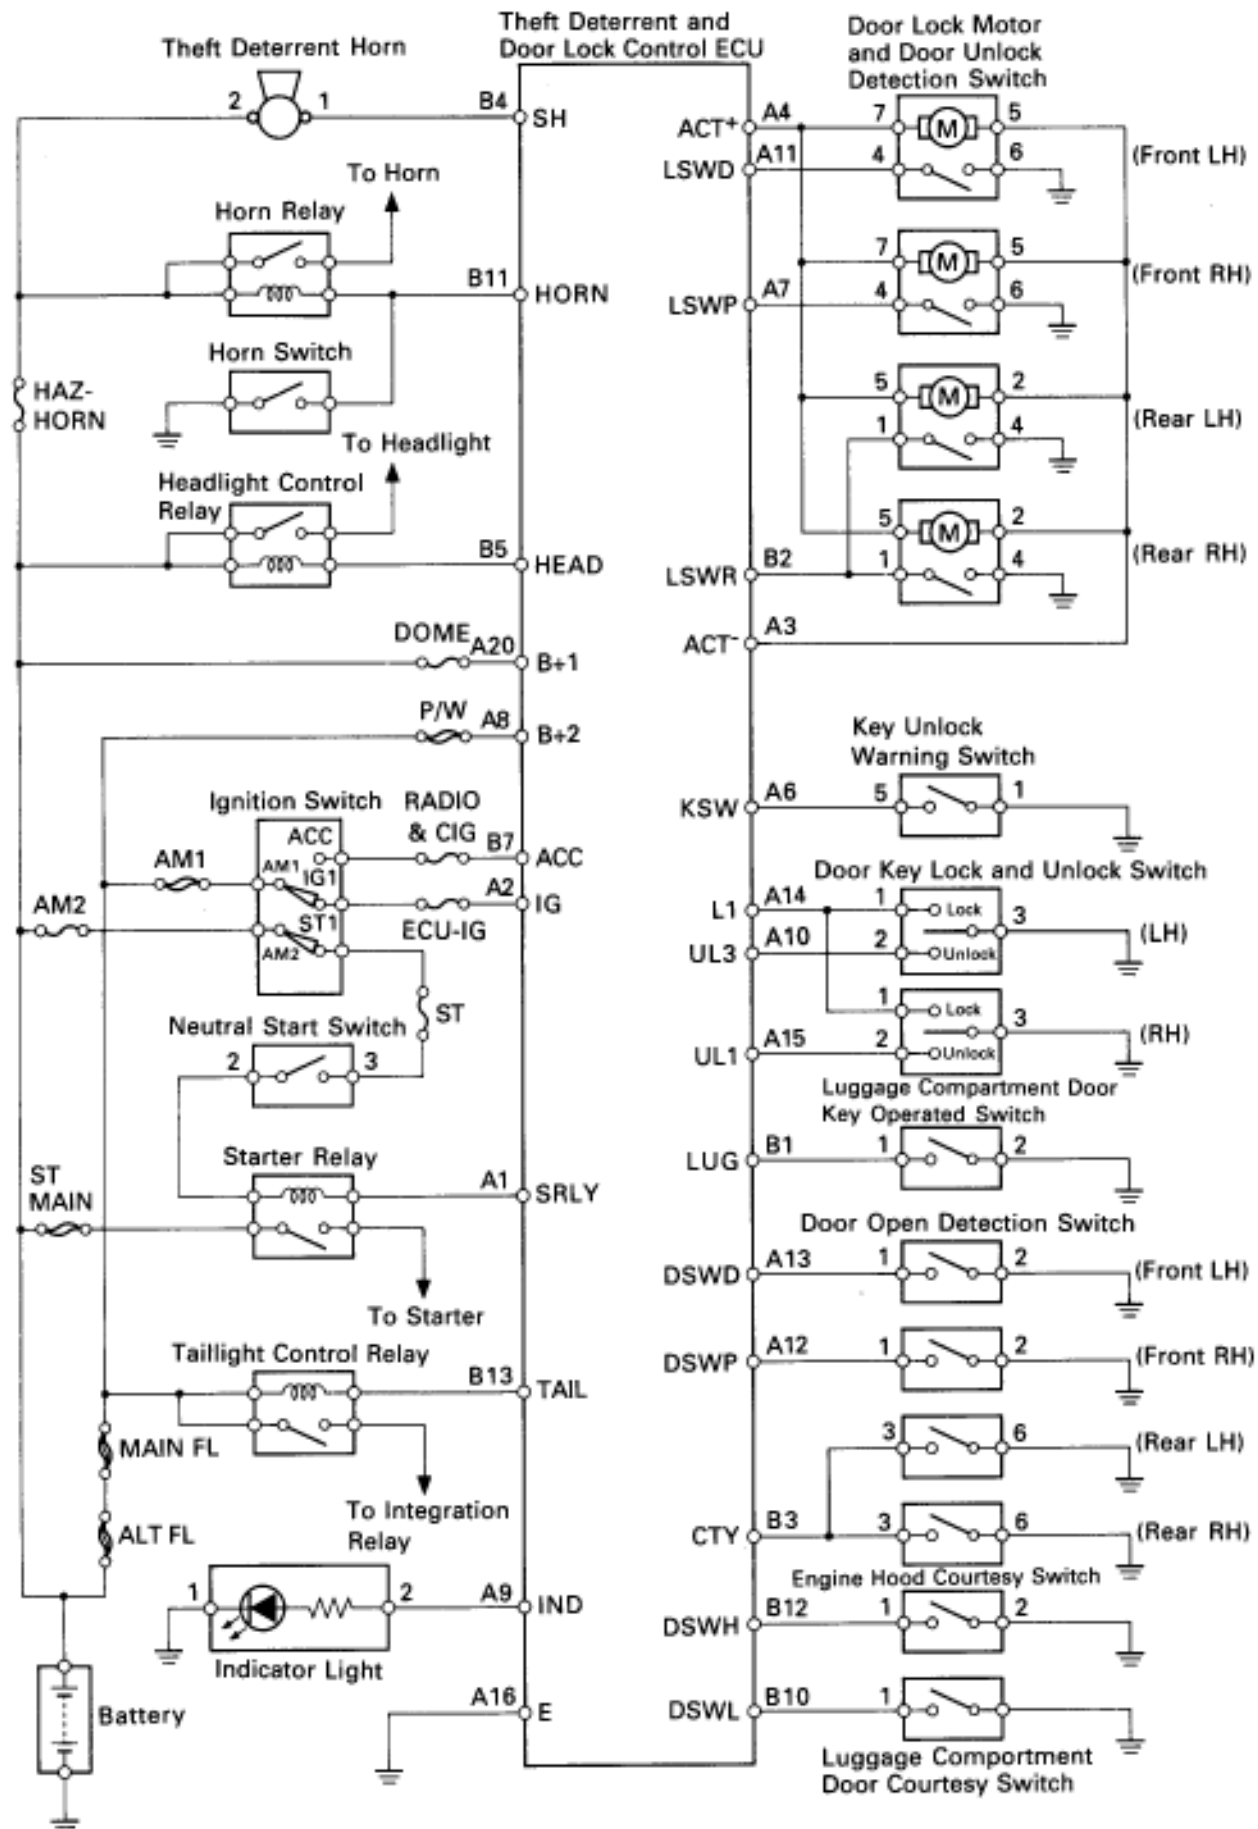 Theft Deterrent and
Door Lock Control ECU
Theft Deterrent Horn
2 1 B4 SH
To Horn
Horn Relay
B11 HORN
Horn Switch
HAZ-
HORN
To Headlight
Headlight Control
Relay
B5 HEAD
DOME A20 B+1
P/W A8 B+2
Ignition Switch
RADIO
& CIG
ACC B7 ACC
AM1
AM1 IG1 A2 IG
AM2
ST1 ECU-IG
AM2
ST
Neutral Start Switch
2 3
Starter Relay
ST
MAIN
A1 SRLY
To Starter
Taillight Control Relay
B13 TAIL
MAIN FL
To Integration
Relay
ALT FL
1 2 A9 IND
Indicator Light
A16 E
Battery
Door Lock Motor
and Door Unlock
Detection Switch
ACT+ A4 7 M 5
(Front LH)
LSWD A11 4 6
7 M 5
(Front RH)
LSWP A7 4 6
5 M 2
(Rear LH)
1 4
5 M 2
(Rear RH)
LSWR B2 1 4
ACT- A3
Key Unlock
Warning Switch
KSW A6 5 1
Door Key Lock and Unlock Switch
L1 A14 1 Lock 3
(LH)
UL3 A10 2 Unlock
1 Lock 3
(RH)
UL1 A15 2 Unlock
Luggage Compartment Door
Key Operated Switch
LUG B1 1 2
Door Open Detection Switch
DSWD A13 1 2 (Front LH)
DSWP A12 1 2 (Front RH)
3 6 (Rear LH)
CTY B3 3 6 (Rear RH)
Engine Hood Courtesy Switch
DSWH B12 1 2
DSWL B10 1
Luggage Comportment
Door Courtesy Switch